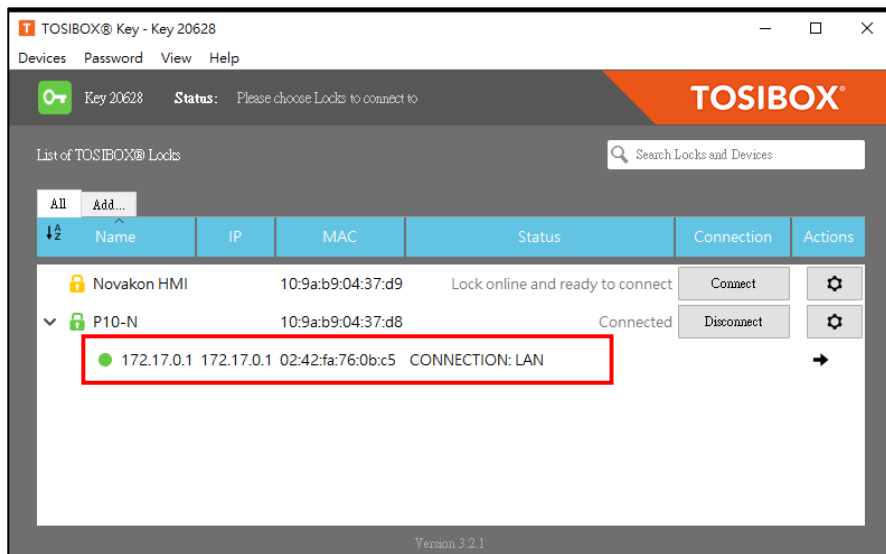 TOSIBOX® Key - Key 20628
Devices Password View Help
Key 20628 Status: Please choose Locks to connect to
TOSIBOX®
List of TOSIBOX® Locks
Search Locks and Devices
All Add...
Name IP MAC Status Connection Actions
Novakon HMI 10:9a:b9:04:37:d9 Lock online and ready to connect Connect
P10-N 10:9a:b9:04:37:d8 Connected Disconnect
172.17.0.1 172.17.0.1 02:42:fa:76:0b:c5 CONNECTION: LAN
Version 3.2.1